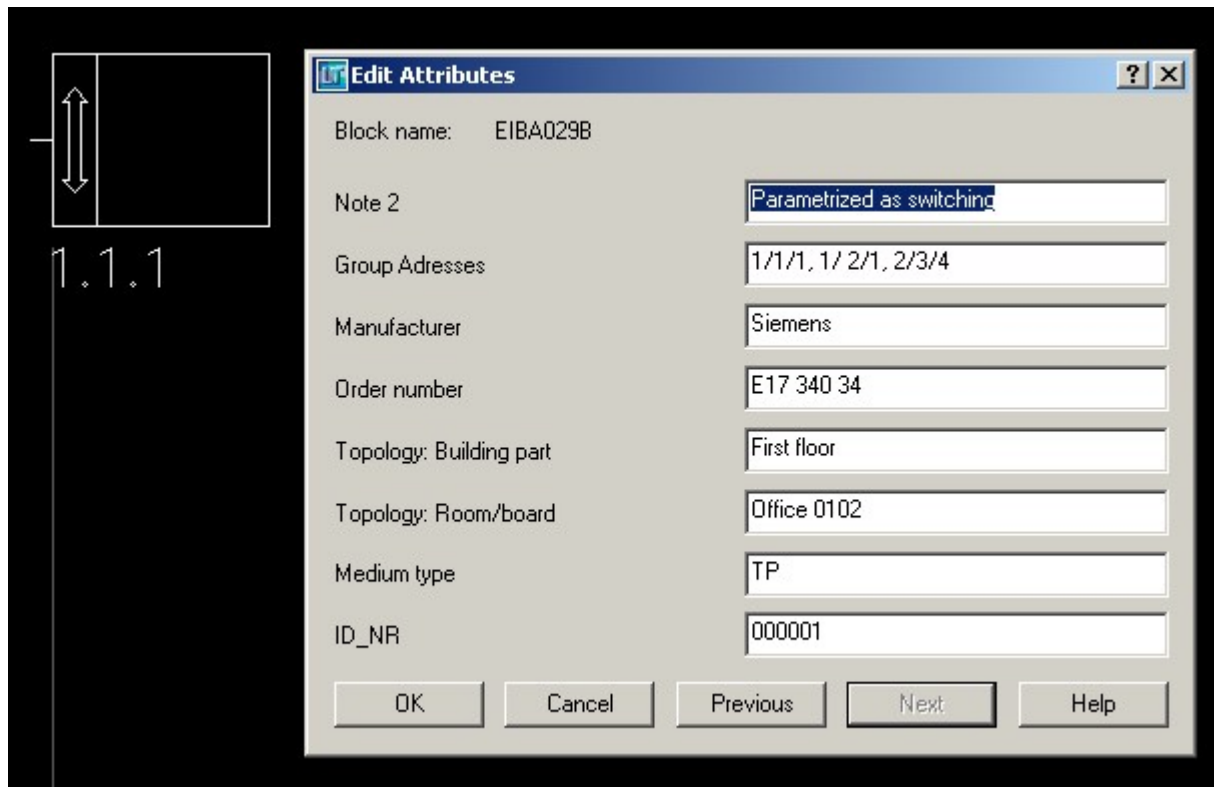 1.1.1
LT Edit Attributes
Block name: EIBA029B
Note 2 Parametrized as switching
Group Adresses 1/1/1, 1/ 2/1, 2/3/4
Manufacturer Siemens
Order number E17 340 34
Topology: Building part First floor
Topology: Room/board Office 0102
Medium type TP
ID_NR 000001
OK Cancel Previous Next Help